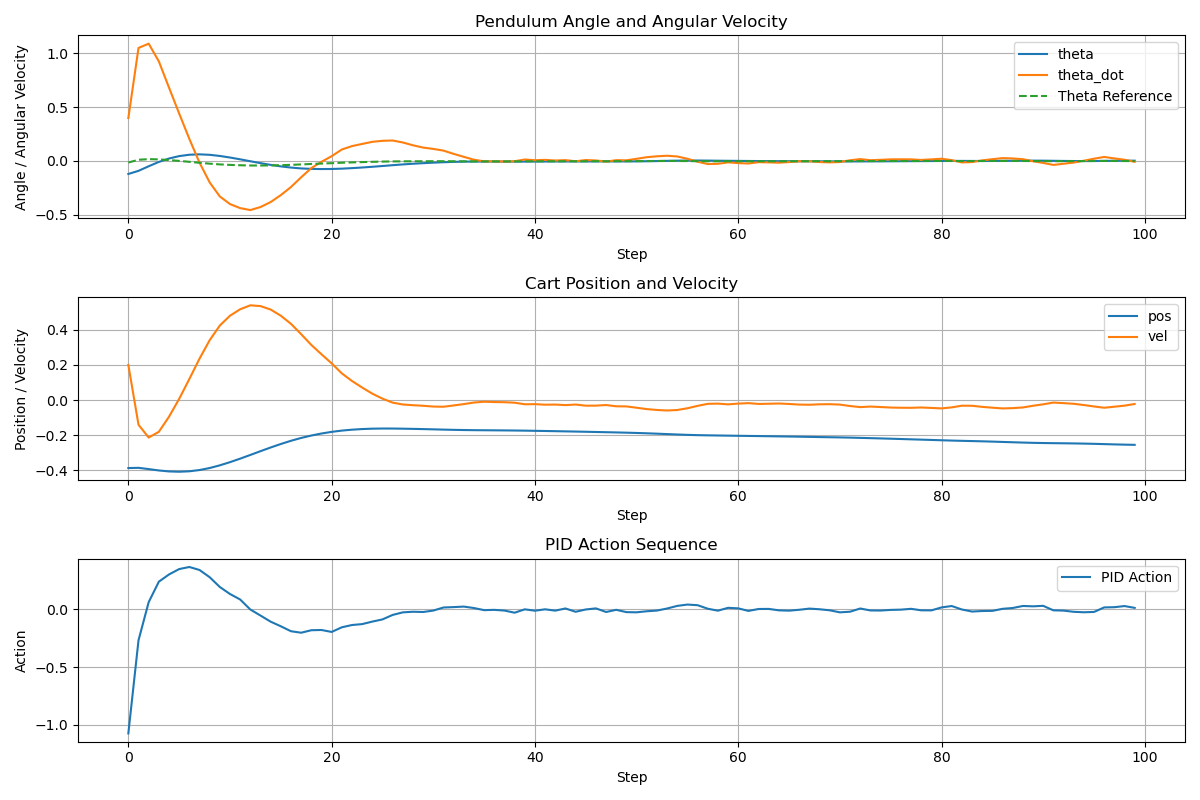 Pendulum Angle and Angular Velocity
Angle / Angular Velocity
1.0
0.5
0.0
−0.5
theta
theta_dot
Theta Reference
0 20 40 60 80 100
Step
Cart Position and Velocity
Position / Velocity
0.4
0.2
0.0
−0.2
−0.4
pos
vel
0 20 40 60 80 100
Step
PID Action Sequence
Action
0.0
−0.5
−1.0
PID Action
0 20 40 60 80 100
Step